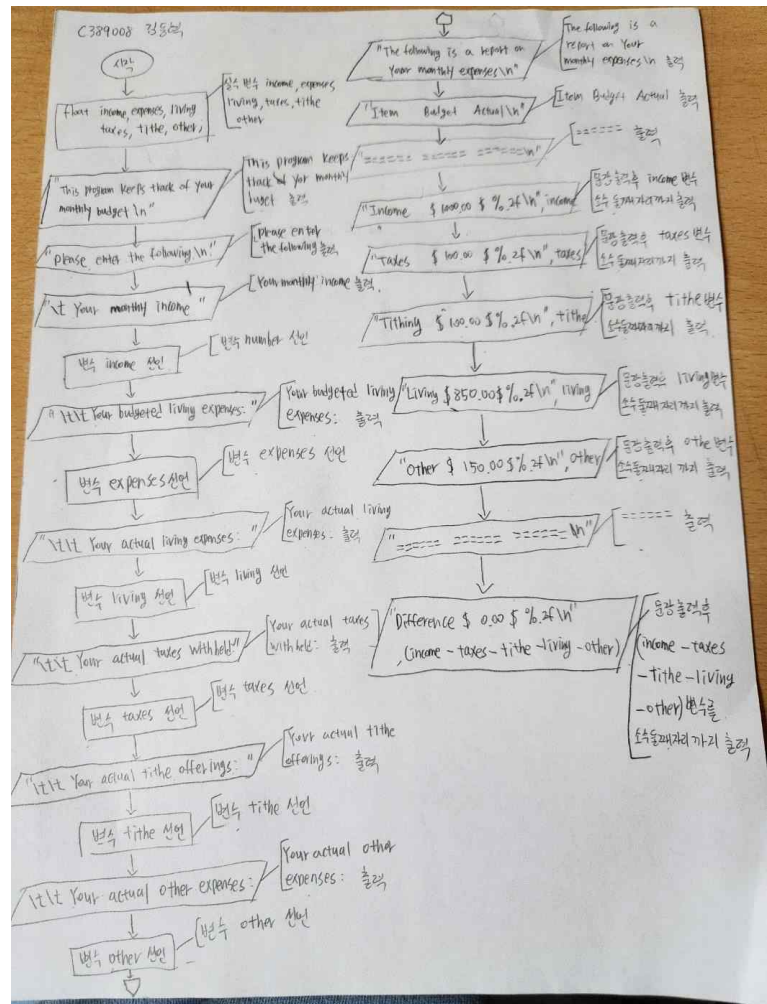 C389008 김동혁
시작
float income, expenses, living
taxes, tithe, other,
실수 변수 income, expenses,
living, taxes, tithe
other
"This program keeps track of Your
monthly budget \n"
This program keeps
track of yor monthly
buget 출력
"please enter the following \n"
please enter
the following 출력
"\t Your monthly income "
Your monthly income 출력.
변수 income 선언
변수 number 선언
"\t\t Your budgeted living expenses: "
Your budgeted living
expenses: 출력
변수 expenses 선언
변수 expenses 선언
"\t\t Your actual living expenses: "
Your actual living
expenses: 출력
변수 living 선언
변수 living 선언
"\t\t Your actual taxes withheld"
Your actual taxes
withheld: 출력
변수 taxes 선언
변수 taxes 선언
"\t\t Your actual tithe offerings: "
Your actual tithe
offerings: 출력
변수 tithe 선언
변수 tithe 선언
"\t\t Your actual other expenses: "
Your actual other
expenses: 출력
변수 other 선언
변수 other 선언
"The following is a report on
Your monthly expenses \n"
The following is a
report on Your
monthly expenses \n 출력
"Item Budget Actual \n"
Item Budget Actual 출력
"====== ====== ======\n"
====== 출력
"Income $1000.00 $ %.2f \n", income
문장출력후 income 변수
소수 둘째자리까지 출력
"Taxes $100.00 $ %.2f \n", taxes
문장출력후 taxes 변수
소수둘째자리까지 출력
"Tithing $100.00 $ %.2f \n", tithe
문장출력후 tithe 변수
소수둘째자리까지 출력
"Living $850.00 $ %.2f \n", living
문장출력후 living 변수
소수둘째자리까지 출력
"Other $ 150.00 $ %.2f \n", Other
문장출력후 othe 변수
소수둘째자리까지 출력
"====== ====== ====== \n"
====== 출력
"Difference $ 0.00 $ %.2f \n"
,(income - taxes - tithe - living - other)
문장출력후
(income - taxes
- tithe - living
- other) 변수를
소수둘째자리까지 출력